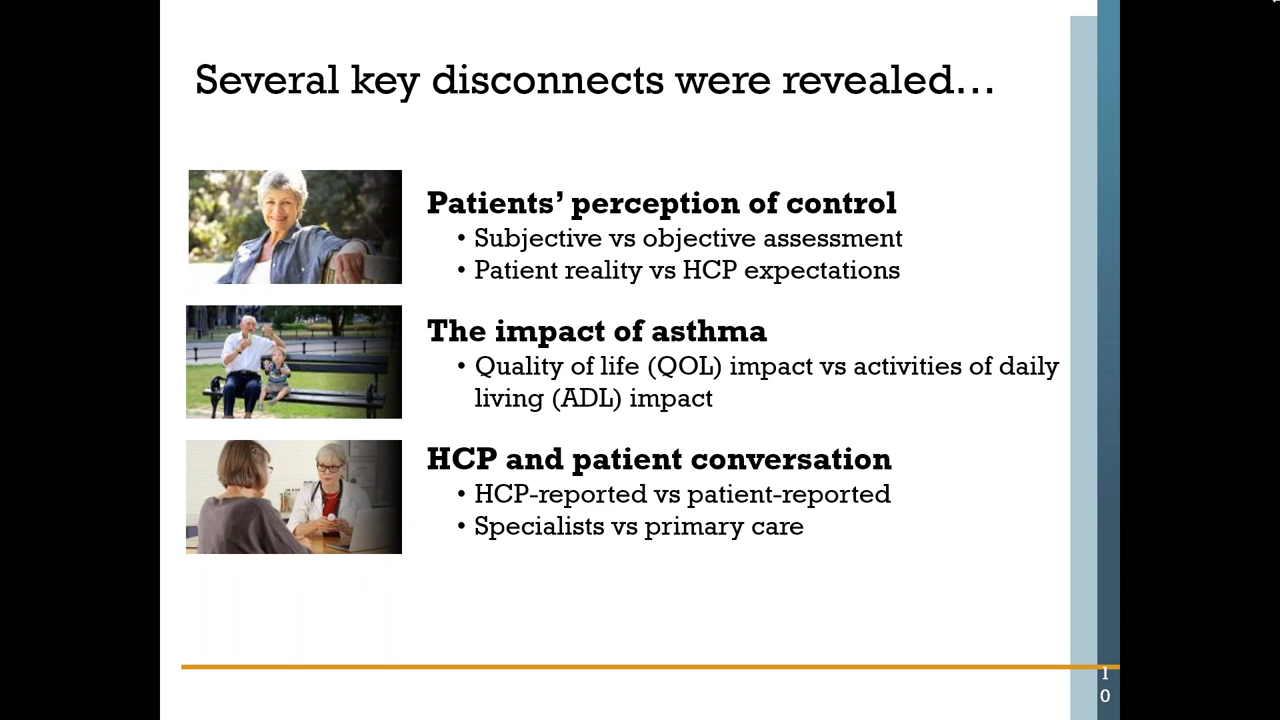 Several key disconnects were revealed…
Patients’ perception of control
• Subjective vs objective assessment
• Patient reality vs HCP expectations
The impact of asthma
• Quality of life (QOL) impact vs activities of daily
living (ADL) impact
HCP and patient conversation
• HCP-reported vs patient-reported
• Specialists vs primary care
1
0